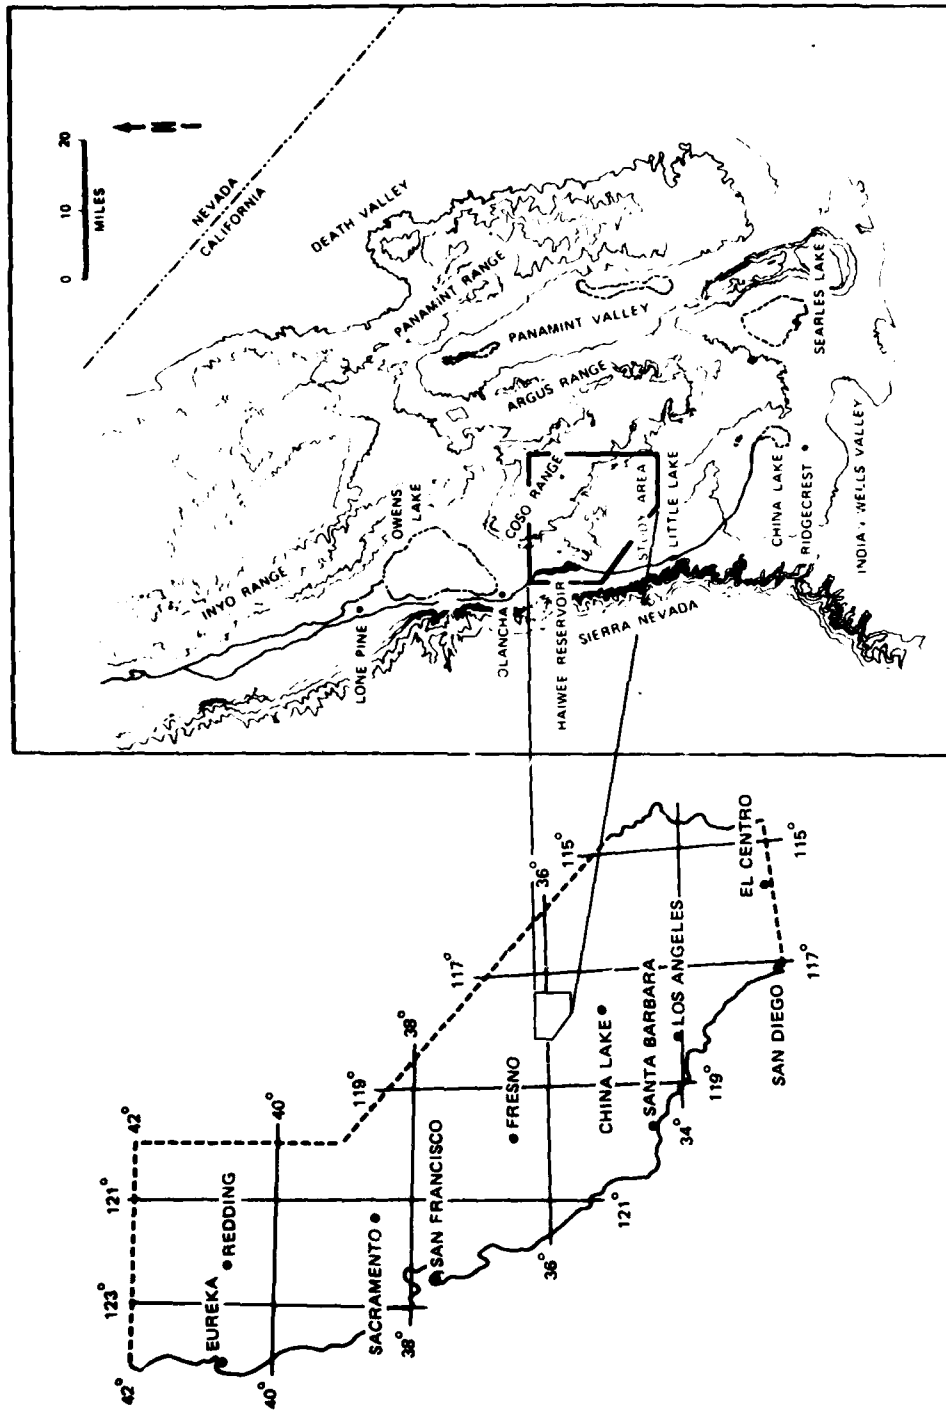 42°
123°
121°
42°
EUREKA
REDDING
40°
40°
119°
SACRAMENTO
38°
38°
SAN FRANCISCO
117°
FRESNO
36°
36°
115°
CHINA LAKE
121°
SANTA BARBARA
LOS ANGELES
34°
119°
EL CENTRO
SAN DIEGO
117°
115°
0
10
20
MILES
N
NEVADA
CALIFORNIA
DEATH VALLEY
INYO RANGE
OWENS
LAKE
PANAMINT RANGE
LONE PINE
PANAMINT VALLEY
ARGUS RANGE
COSO RANGE
HAIWEE RESERVOIR
SIERRA NEVADA
STUDY AREA
LITTLE LAKE
SEARLES LAKE
CHINA LAKE
RIDGECREST
VALLEY